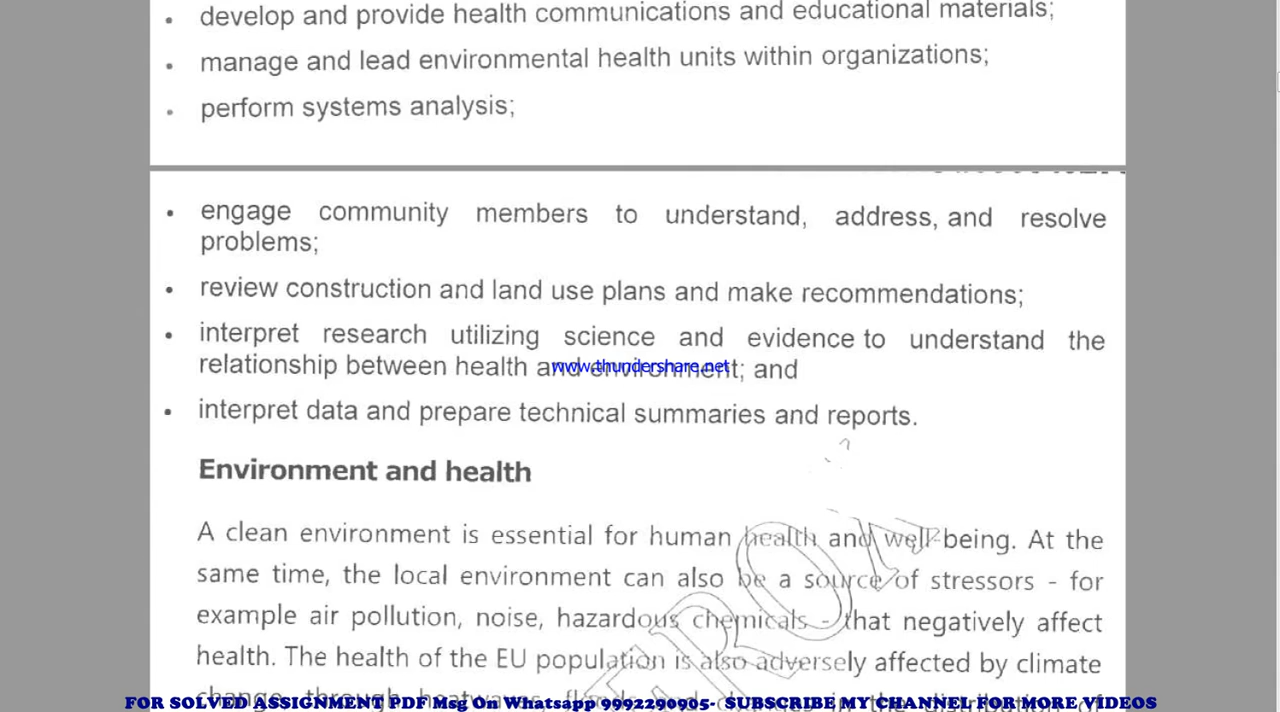 develop and provide health communications and educational materials;
• manage and lead environmental health units within organizations;
• perform systems analysis;
• engage community members to understand, address, and resolve
problems;
• review construction and land use plans and make recommendations;
• interpret research utilizing science and evidence to understand the
relationship between health and environment; and
www.thundershare.net
• interpret data and prepare technical summaries and reports.
Environment and health
A clean environment is essential for human health and well-being. At the
same time, the local environment can also be a source of stressors - for
example air pollution, noise, hazardous chemicals - that negatively affect
health. The health of the EU population is also adversely affected by climate
change through heatwaves, floods and changes in the distribution of
FOR SOLVED ASSIGNMENT PDF Msg On Whatsapp 9992290905- SUBSCRIBE MY CHANNEL FOR MORE VIDEOS